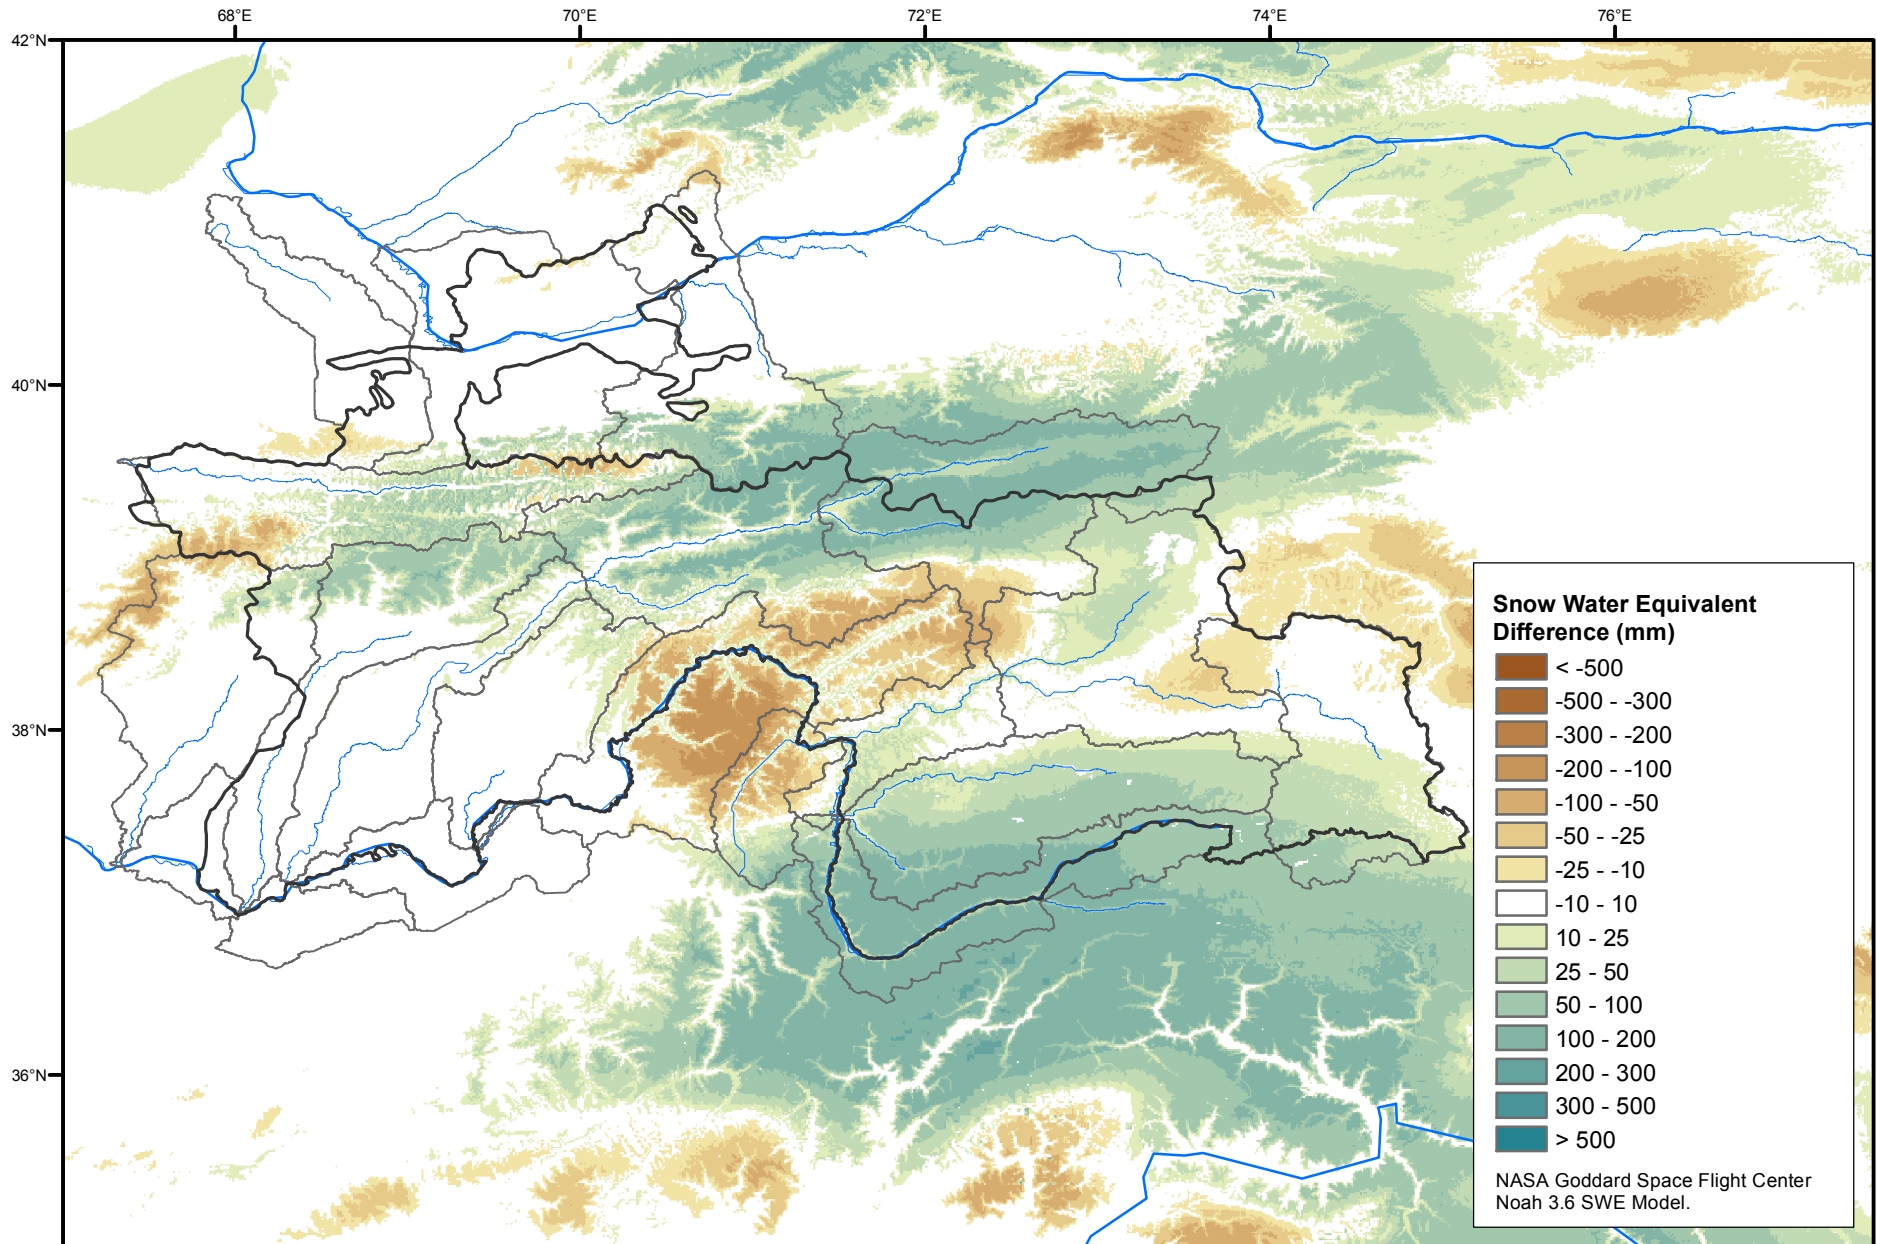 68°E
70°E
72°E
74°E
76°E
42°N
40°N
38°N
36°N
Snow Water Equivalent
Difference (mm)
< -500
-500 - -300
-300 - -200
-200 - -100
-100 - -50
-50 - -25
-25 - -10
-10 - 10
10 - 25
25 - 50
50 - 100
100 - 200
200 - 300
300 - 500
> 500
NASA Goddard Space Flight Center
Noah 3.6 SWE Model.